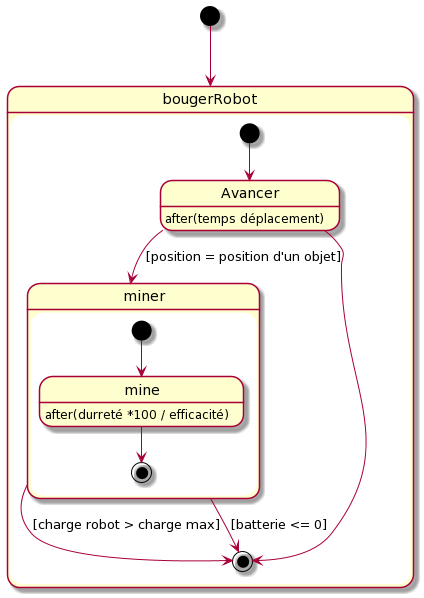 bougerRobot
Avancer
after(temps déplacement)
[position = position d'un objet]
miner
mine
after(durreté *100 / efficacité)
[charge robot > charge max]
[batterie <= 0]